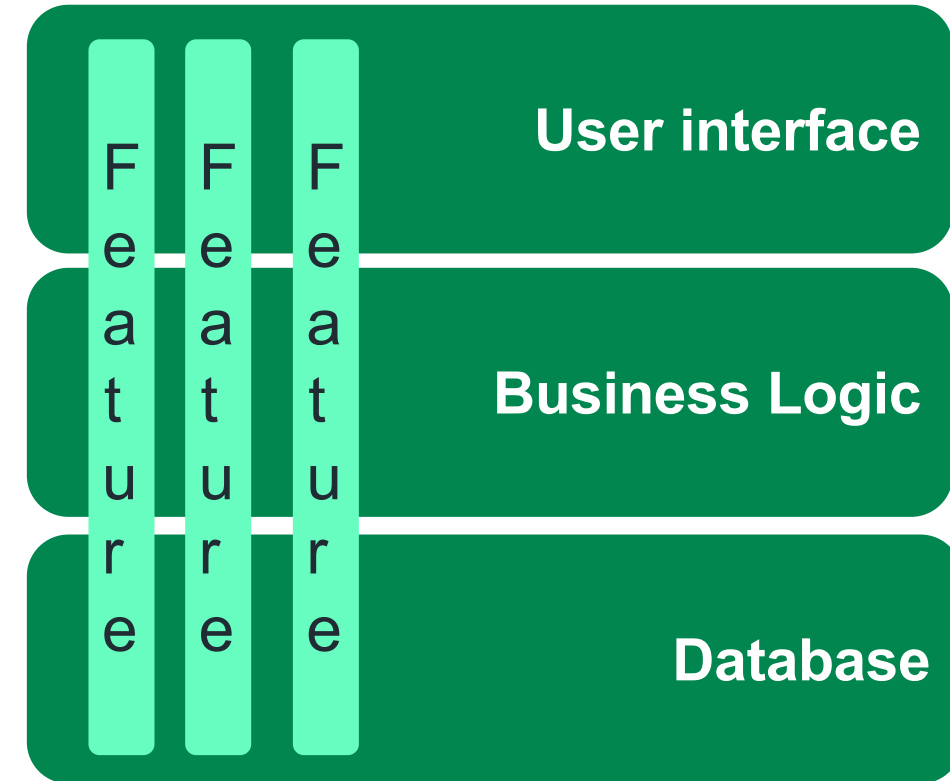 Feature
Feature
Feature
User interface
Business Logic
Database